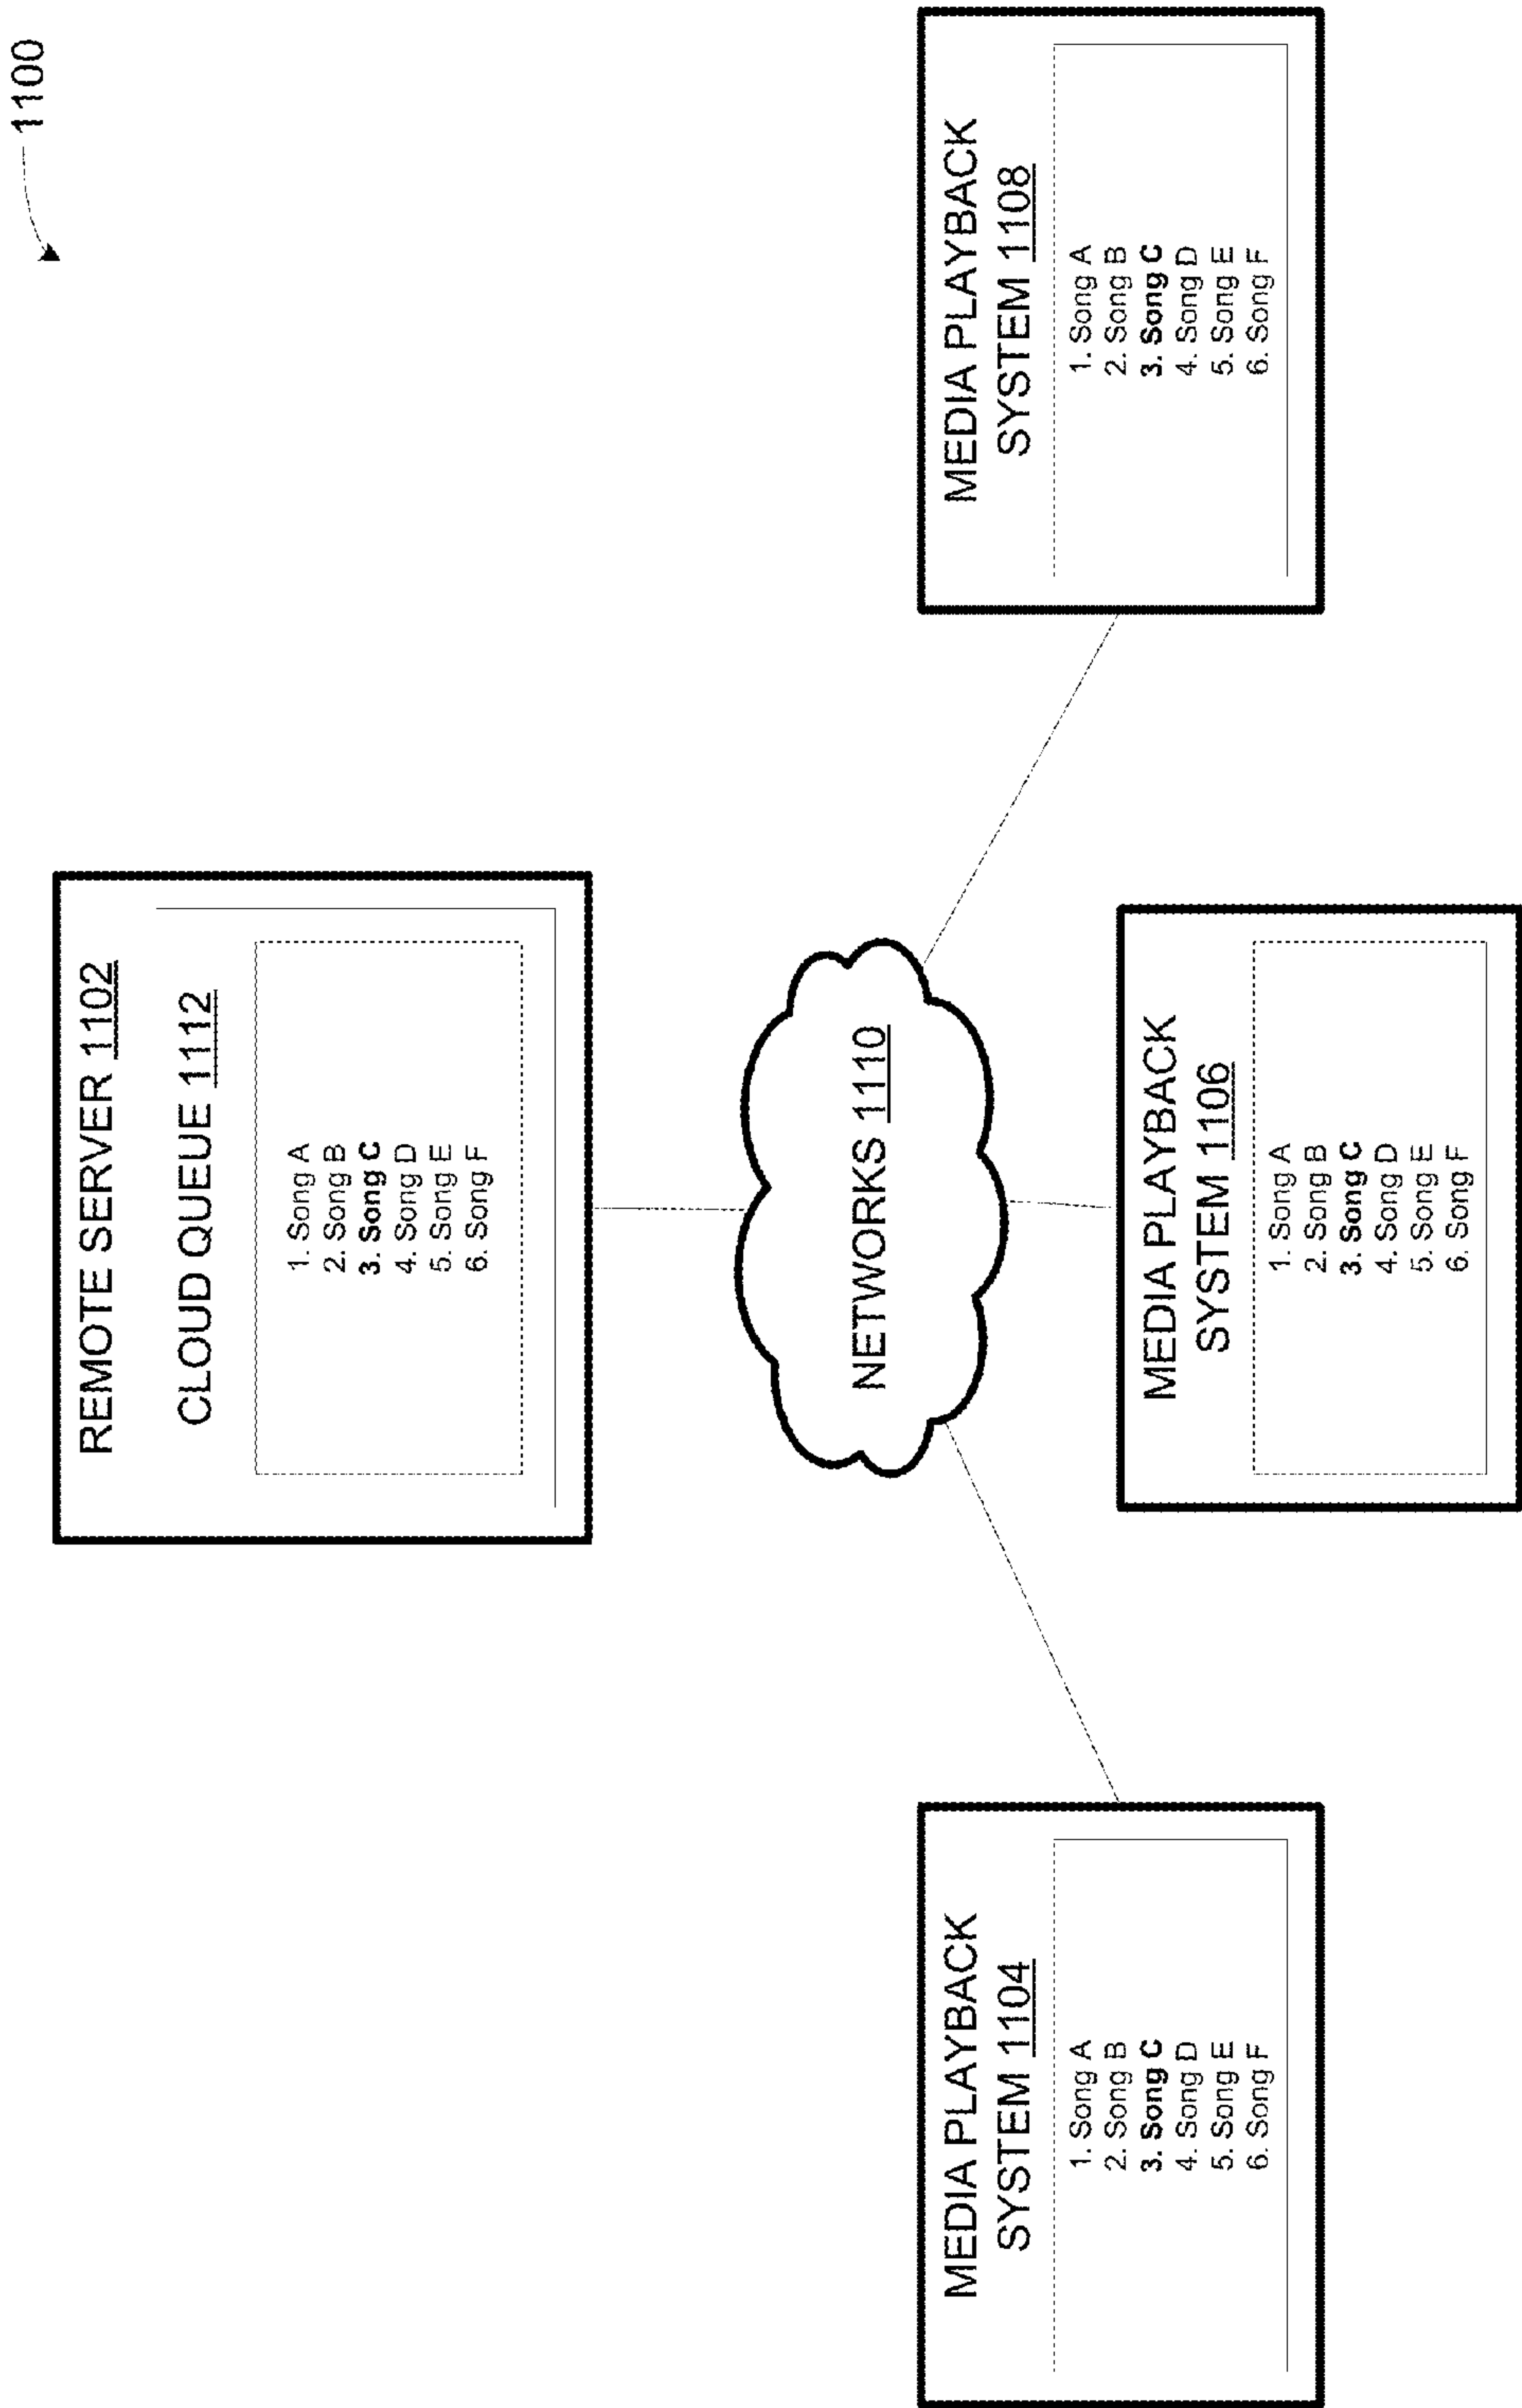 1100
REMOTE SERVER 1102
CLOUD QUEUE 1112
1. Song A
2. Song B
3. Song C
4. Song D
5. Song E
6. Song F
NETWORKS 1110
MEDIA PLAYBACK
SYSTEM 1104
1. Song A
2. Song B
3. Song C
4. Song D
5. Song E
6. Song F
MEDIA PLAYBACK
SYSTEM 1106
1. Song A
2. Song B
3. Song C
4. Song D
5. Song E
6. Song F
MEDIA PLAYBACK
SYSTEM 1108
1. Song A
2. Song B
3. Song C
4. Song D
5. Song E
6. Song F